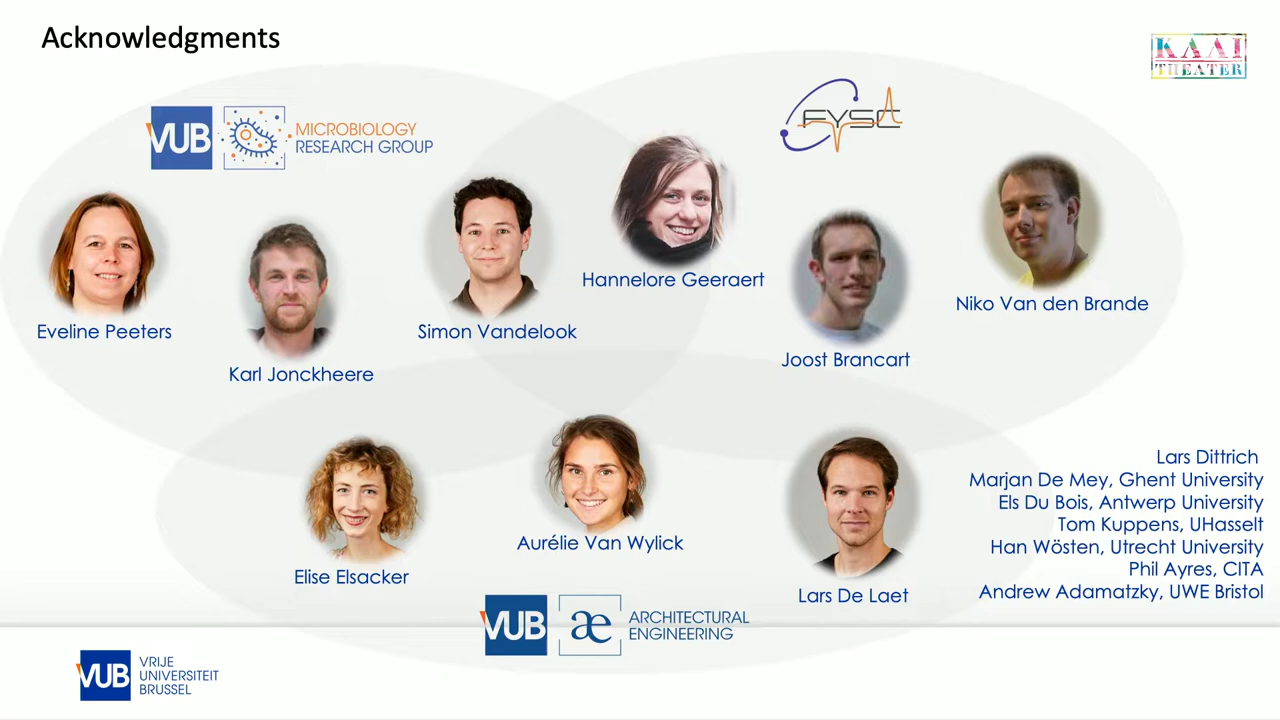 Acknowledgments
KAAI
THEATER
VUB
MICROBIOLOGY
RESEARCH GROUP
FYSC
Eveline Peeters
Karl Jonckheere
Simon Vandelook
Hannelore Geeraert
Joost Brancart
Niko Van den Brande
Elise Elsacker
Aurélie Van Wylick
Lars De Laet
Lars Dittrich
Marjan De Mey, Ghent University
Els Du Bois, Antwerp University
Tom Kuppens, UHasselt
Han Wösten, Utrecht University
Phil Ayres, CITA
Andrew Adamatzky, UWE Bristol
VUB
ae
ARCHITECTURAL
ENGINEERING
VUB
VRIJE
UNIVERSITEIT
BRUSSEL